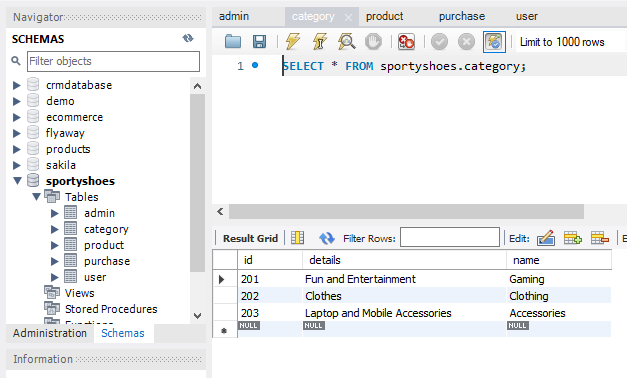 Navigator
SCHEMAS
Filter objects
crmdatabase
demo
ecommerce
flyaway
products
sakila
sportyshoes
Tables
admin
category
product
purchase
user
Views
Stored Procedures
Functions
Administration Schemas
Information
admin category product purchase user
Limit to 1000 rows
1 SELECT * FROM sportyshoes.category;
Result Grid Filter Rows: Edit: E
id details name
201 Fun and Entertainment Gaming
202 Clothes Clothing
203 Laptop and Mobile Accessories Accessories
NULL NULL NULL